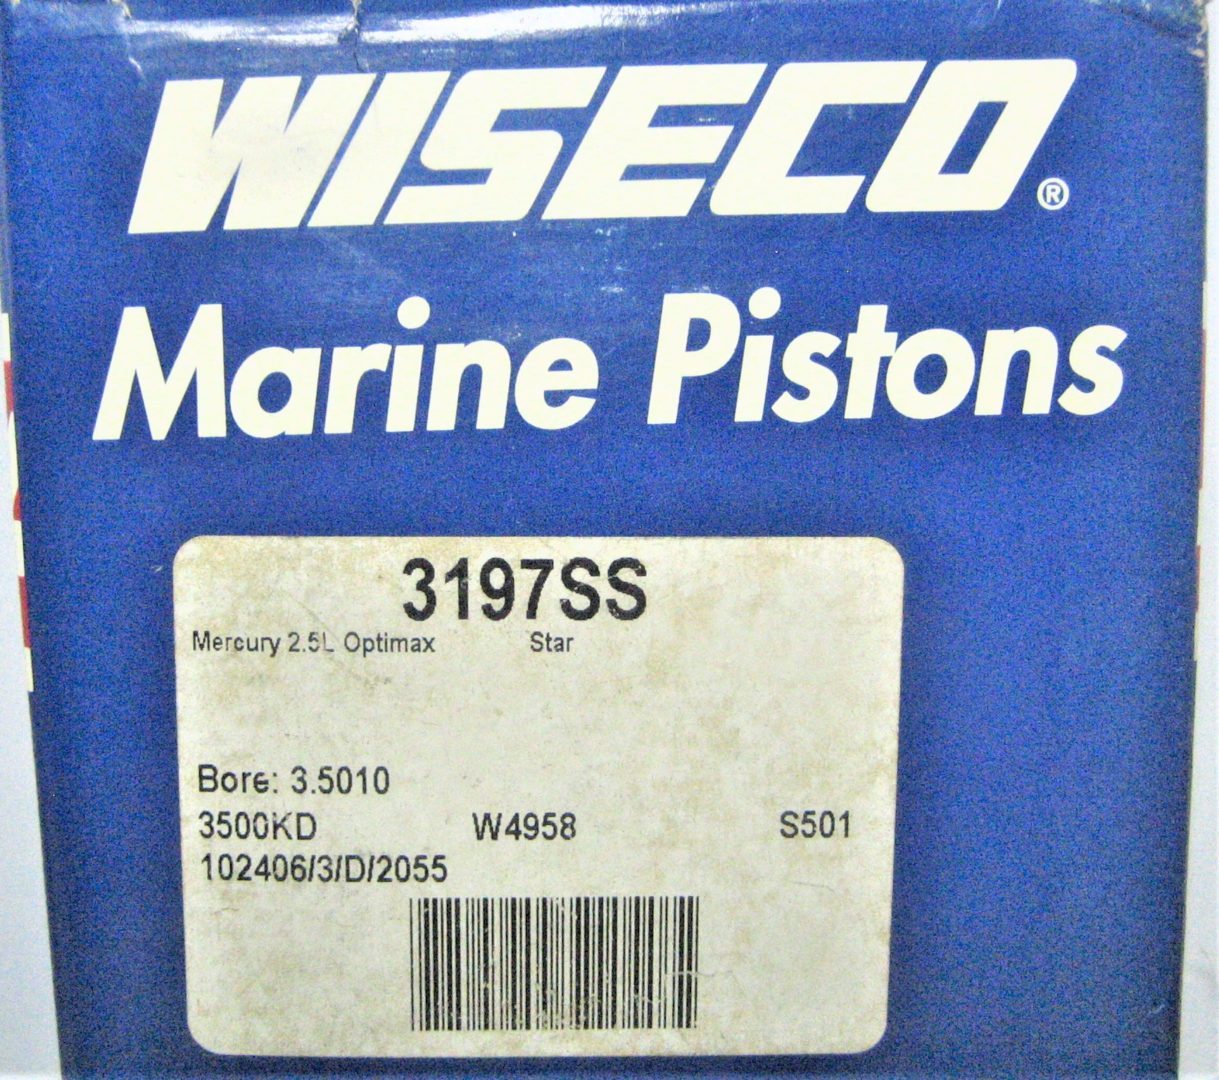 WISECO®
Marine Pistons
3197SS
Mercury 2.5L Optimax Star
Bore: 3.5010
3500KD W4958 S501
102406/3/D/2055